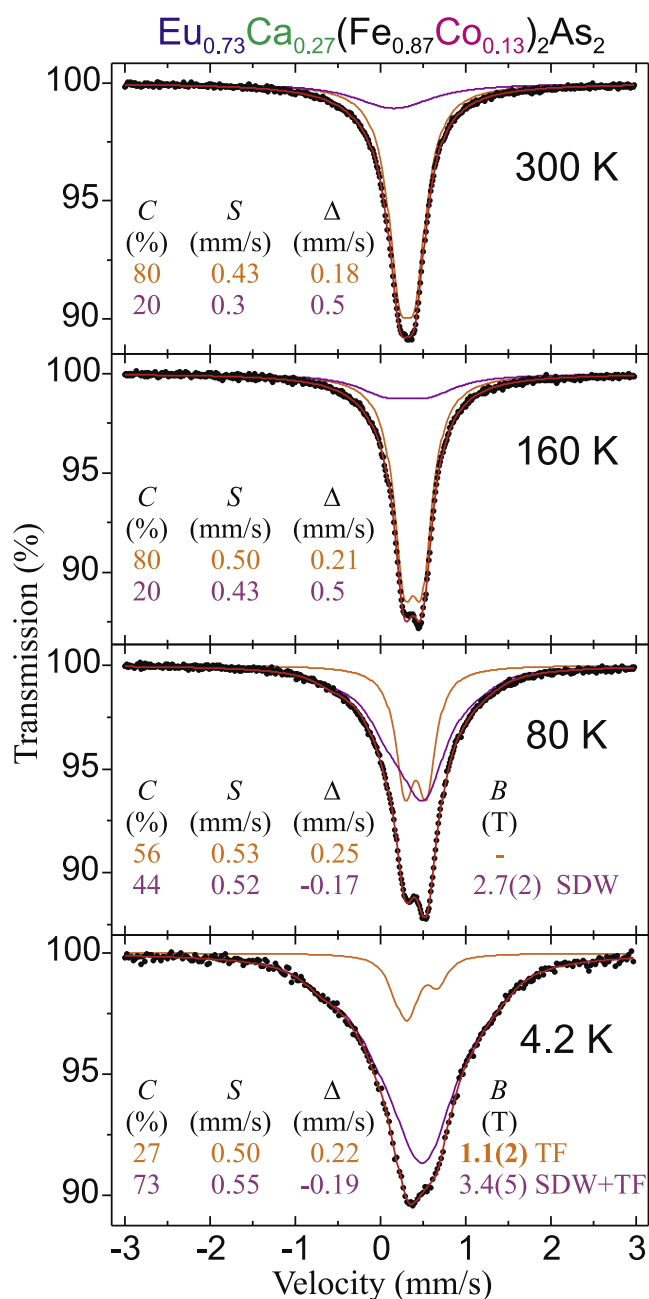 Eu0.73Ca0.27(Fe0.87Co0.13)2As2
100
95
90
300 K
C S Δ
(%) (mm/s) (mm/s)
80 0.43 0.18
20 0.3 0.5
100
95
90
160 K
C S Δ
(%) (mm/s) (mm/s)
80 0.50 0.21
20 0.43 0.5
Transmission (%)
100
95
90
80 K
C S Δ B
(%) (mm/s) (mm/s) (T)
56 0.53 0.25 -
44 0.52 -0.17 2.7(2) SDW
100
95
90
4.2 K
C S Δ B
(%) (mm/s) (mm/s) (T)
27 0.50 0.22 1.1(2) TF
73 0.55 -0.19 3.4(5) SDW+TF
-3 -2 -1 0 1 2 3
Velocity (mm/s)